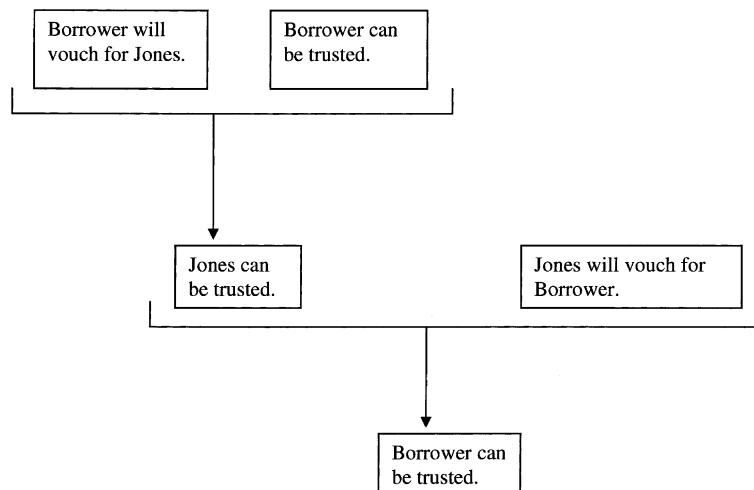 Borrower will
vouch for Jones.
Borrower can
be trusted.
Jones can
be trusted.
Jones will vouch for
Borrower.
Borrower can
be trusted.